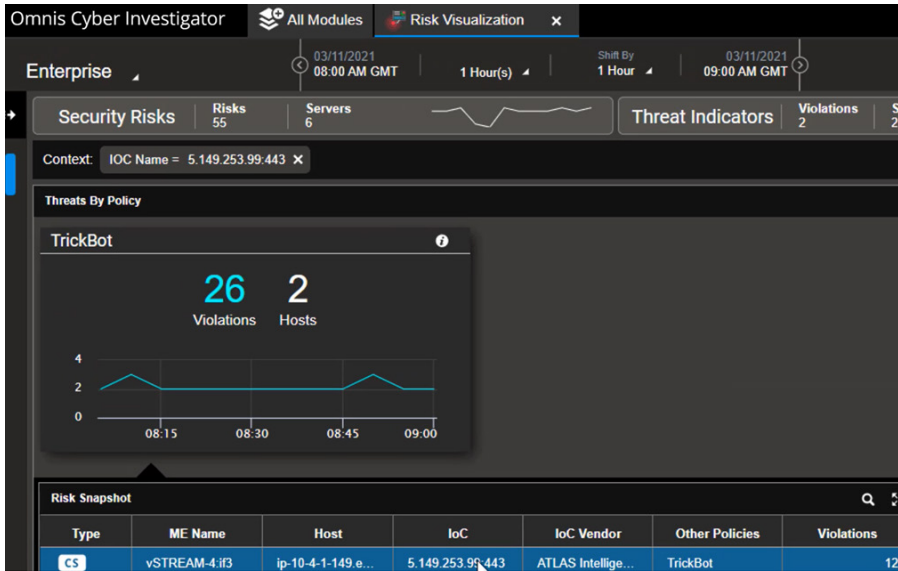 Omnis Cyber Investigator All Modules Risk Visualization ×
Enterprise 03/11/2021 08:00 AM GMT 1 Hour(s) Shift By 1 Hour 03/11/2021 09:00 AM GMT
Security Risks Risks 55 Servers 6 Threat Indicators Violations 2
Context: IOC Name = 5.149.253.99:443 ×
Threats By Policy
TrickBot
26 2
Violations Hosts
4
2
0
08:15 08:30 08:45 09:00
Risk Snapshot
Type ME Name Host IoC IoC Vendor Other Policies Violations
CS vSTREAM-4:if3 ip-10-4-1-149.e... 5.149.253.99:443 ATLAS Intellige... TrickBot 12